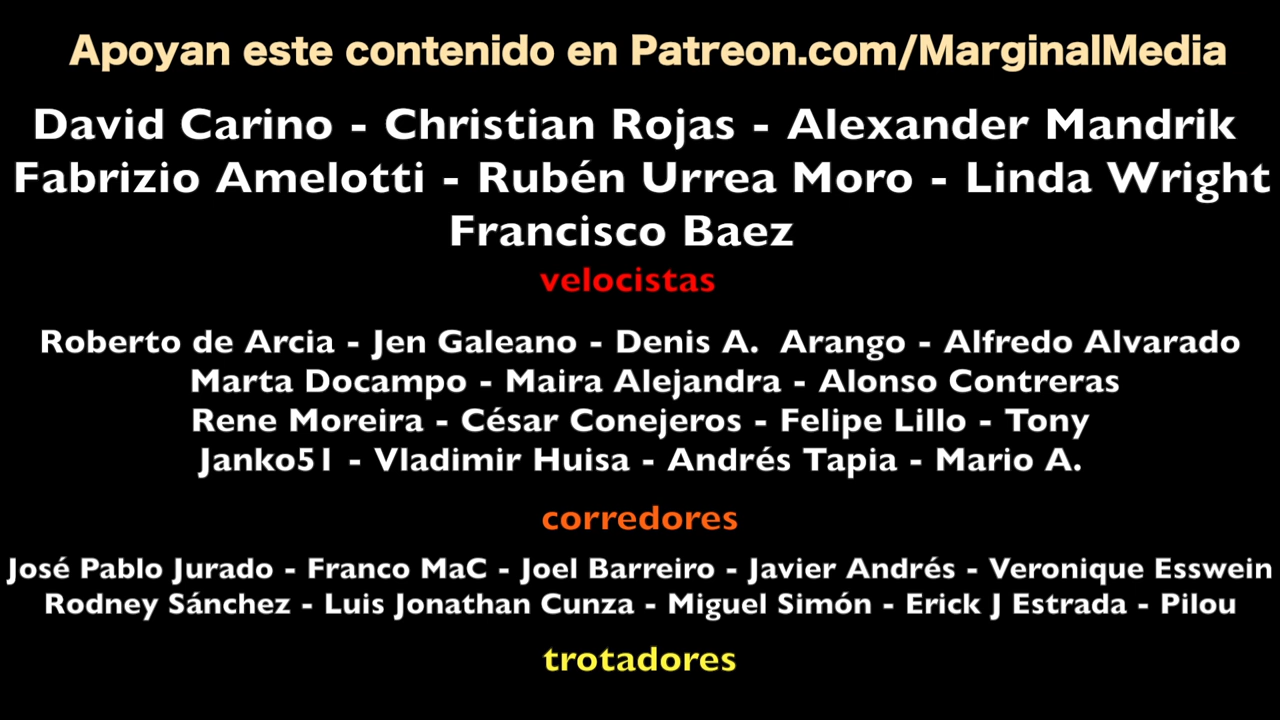 Apoyan este contenido en Patreon.com/MarginalMedia
David Carino - Christian Rojas - Alexander Mandrik
Fabrizio Amelotti - Rubén Urrea Moro - Linda Wright
Francisco Baez
velocistas
Roberto de Arcia - Jen Galeano - Denis A.  Arango - Alfredo Alvarado
Marta Docampo - Maira Alejandra - Alonso Contreras
Rene Moreira - César Conejeros - Felipe Lillo - Tony
Janko51 - Vladimir Huisa - Andrés Tapia - Mario A.
corredores
José Pablo Jurado - Franco MaC - Joel Barreiro - Javier Andrés - Veronique Esswein
Rodney Sánchez - Luis Jonathan Cunza - Miguel Simón - Erick J Estrada - Pilou
trotadores